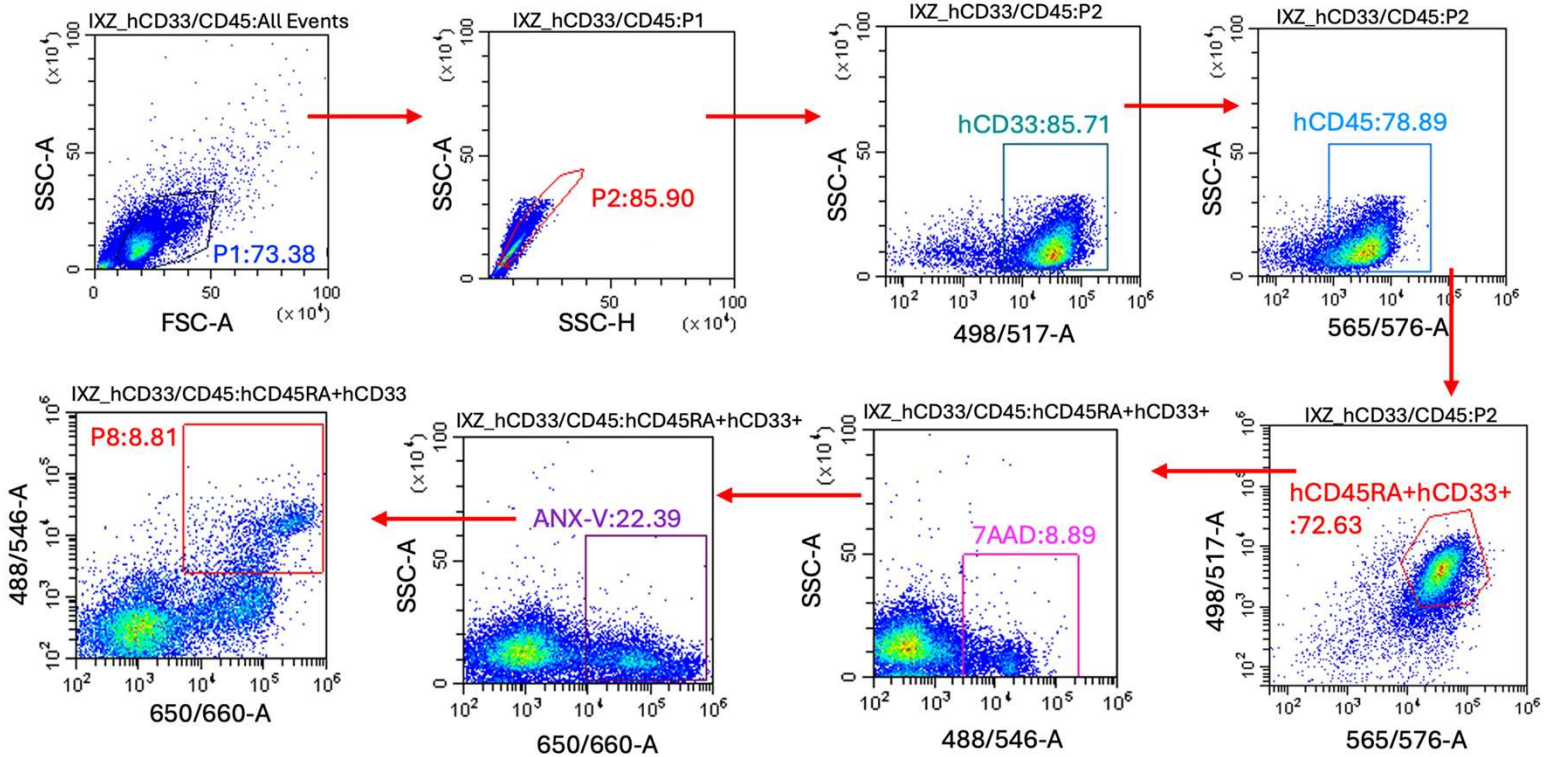 IXZ_hCD33/CD45:All Events
(x10⁴)
100
50
0
SSC-A
P1:73.38
0 50 100
FSC-A (x10⁴)
IXZ_hCD33/CD45:P1
(x10⁴)
100
50
0
SSC-A
P2:85.90
50 100
SSC-H (x10⁴)
IXZ_hCD33/CD45:P2
(x10⁴)
100
50
0
SSC-A
hCD33:85.71
10² 10³ 10⁴ 10⁵ 10⁶
498/517-A
IXZ_hCD33/CD45:P2
(x10⁴)
100
50
0
SSC-A
hCD45:78.89
10² 10³ 10⁴ 10⁵ 10⁶
565/576-A
IXZ_hCD33/CD45:hCD45RA+hCD33
10⁶
10⁵
10⁴
10³
10²
488/546-A
P8:8.81
10² 10³ 10⁴ 10⁵ 10⁶
650/660-A
IXZ_hCD33/CD45:hCD45RA+hCD33+
(x10⁴)
100
50
0
SSC-A
ANX-V:22.39
10² 10³ 10⁴ 10⁵ 10⁶
650/660-A
IXZ_hCD33/CD45:hCD45RA+hCD33+
(x10⁴)
100
50
0
SSC-A
7AAD:8.89
10² 10³ 10⁴ 10⁵ 10⁶
488/546-A
IXZ_hCD33/CD45:P2
10⁶
10⁵
10⁴
10³
10²
498/517-A
hCD45RA+hCD33+
:72.63
10² 10³ 10⁴ 10⁵ 10⁶
565/576-A